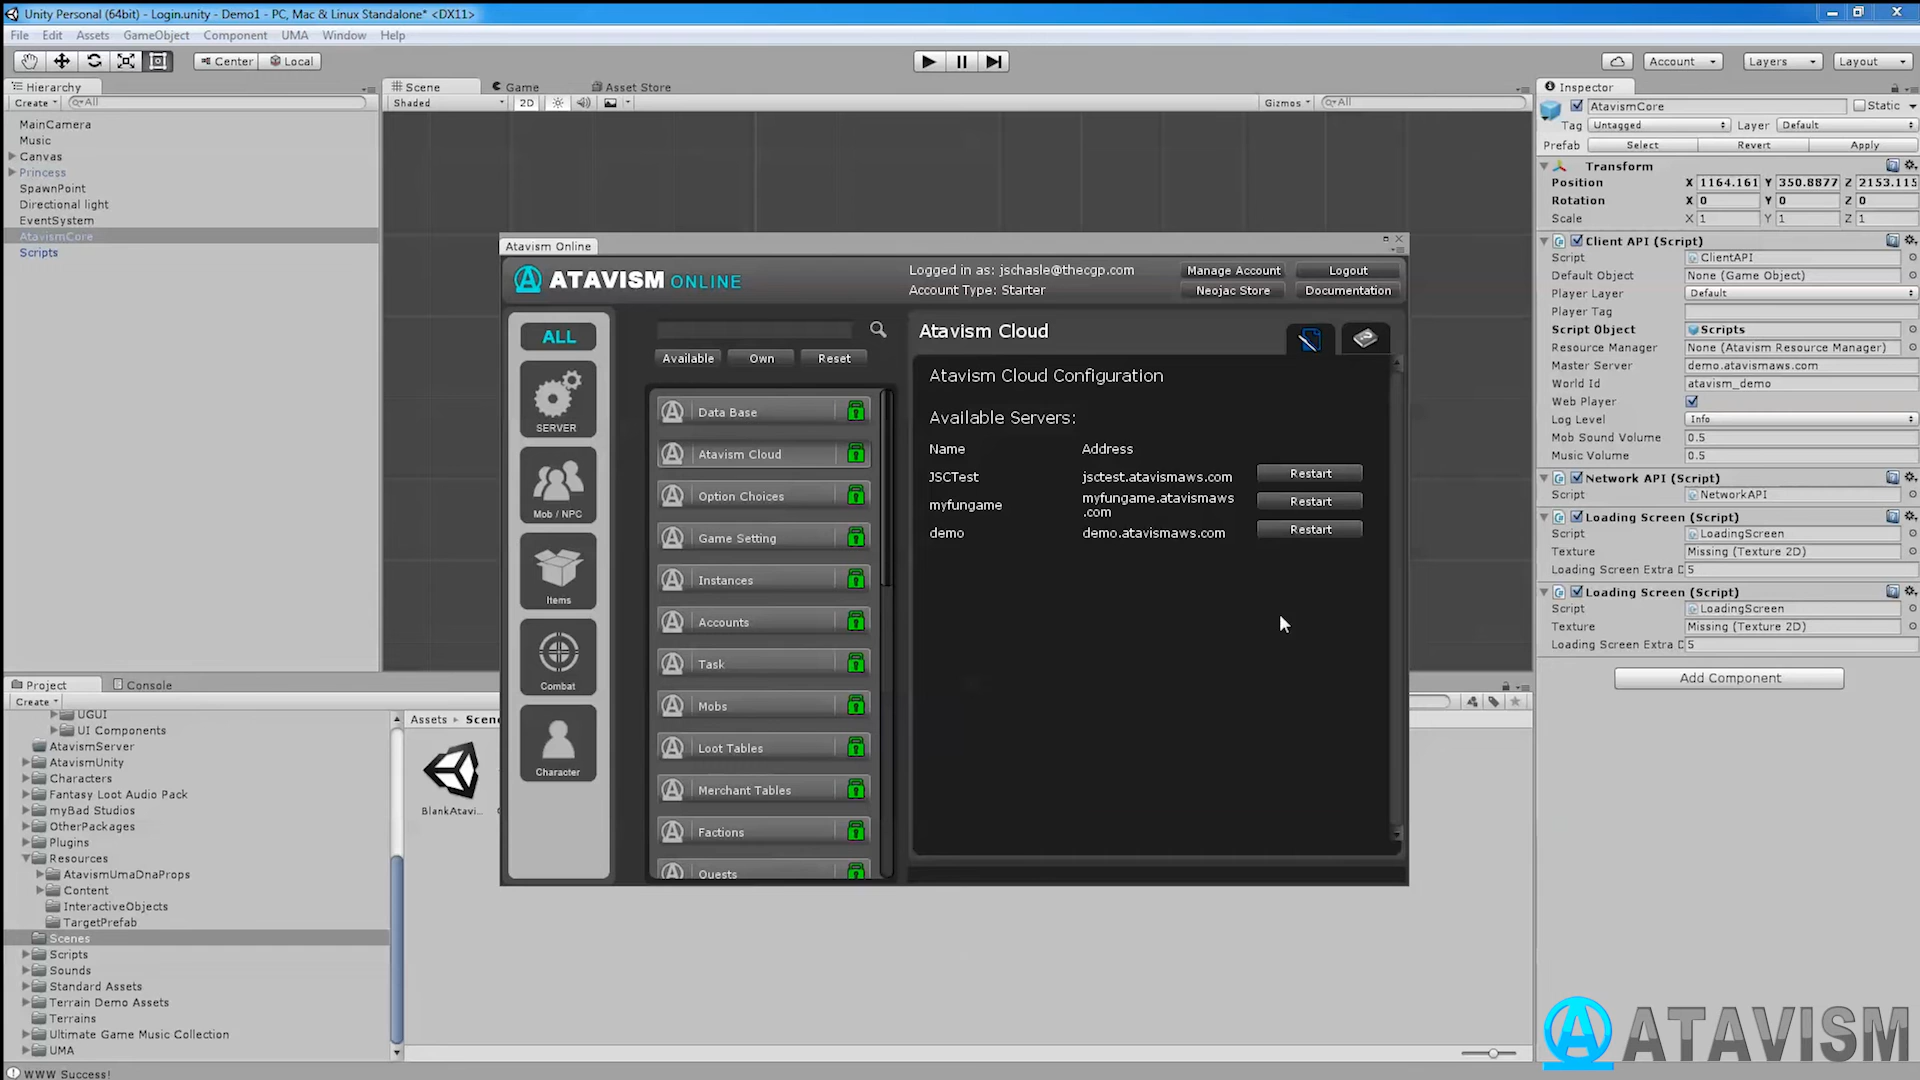 Unity Personal (64bit) - Login.unity - Demo1 - PC, Mac & Linux Standalone* <DX11>
File Edit Assets GameObject Component UMA Window Help
Center Local Account Layers Layout
Hierarchy
Create All
MainCamera
Music
Canvas
Princess
SpawnPoint
Directional light
EventSystem
AtavismCore
Scripts
Scene Game Asset Store
Shaded 2D Gizmos All
Atavism Online
ATAVISM ONLINE
Logged in as: jschasle@thecgp.com
Account Type: Starter
Manage Account Logout
Neojac Store Documentation
ALL
SERVER
Mob / NPC
Items
Combat
Character
Available Own Reset
Data Base
Atavism Cloud
Option Choices
Game Setting
Instances
Accounts
Task
Mobs
Loot Tables
Merchant Tables
Factions
Quests
Atavism Cloud
Atavism Cloud Configuration
Available Servers:
Name Address
JSCTest jsctest.atavismaws.com Restart
myfungame myfungame.atavismaws
.com Restart
demo demo.atavismaws.com Restart
Inspector
AtavismCore Static
Tag Untagged Layer Default
Prefab Select Revert Apply
Transform
Position X 1164.161 Y 350.8877 Z 2153.115
Rotation X 0 Y 0 Z 0
Scale X 1 Y 1 Z 1
Client API (Script)
Script ClientAPI
Default Object None (Game Object)
Player Layer Default
Player Tag
Script Object Scripts
Resource Manager None (Atavism Resource Manager)
Master Server demo.atavismaws.com
World Id atavism_demo
Web Player
Log Level Info
Mob Sound Volume 0.5
Music Volume 0.5
Network API (Script)
Script NetworkAPI
Loading Screen (Script)
Script LoadingScreen
Texture Missing (Texture 2D)
Loading Screen Extra D 5
Loading Screen (Script)
Script LoadingScreen
Texture Missing (Texture 2D)
Loading Screen Extra D 5
Add Component
Project Console
Create
UGUI
UI Components
AtavismServer
AtavismUnity
Characters
Fantasy Loot Audio Pack
myBad Studios
OtherPackages
Plugins
Resources
AtavismUmaDnaProps
Content
InteractiveObjects
TargetPrefab
Scenes
Scripts
Sounds
Standard Assets
Terrain Demo Assets
Terrains
Ultimate Game Music Collection
UMA
Assets Scene
BlankAtavi...
WWW Success!
ATAVISM